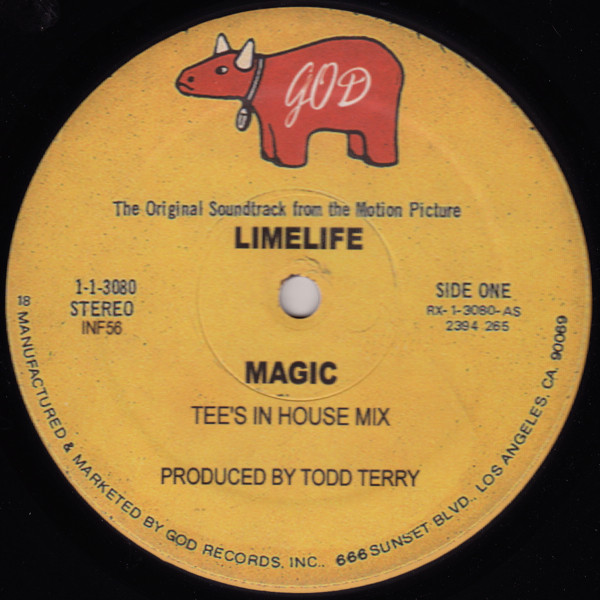 GOD
The Original Soundtrack from the Motion Picture
LIMELIFE
1-1-3080
STEREO
INF56
SIDE ONE
RX-1-3080-AS
2394 265
MAGIC
TEE'S IN HOUSE MIX
PRODUCED BY TODD TERRY
18 MANUFACTURED & MARKETED BY GOD RECORDS, INC.. 666 SUNSET BLVD., LOS ANGELES, CA. 90069